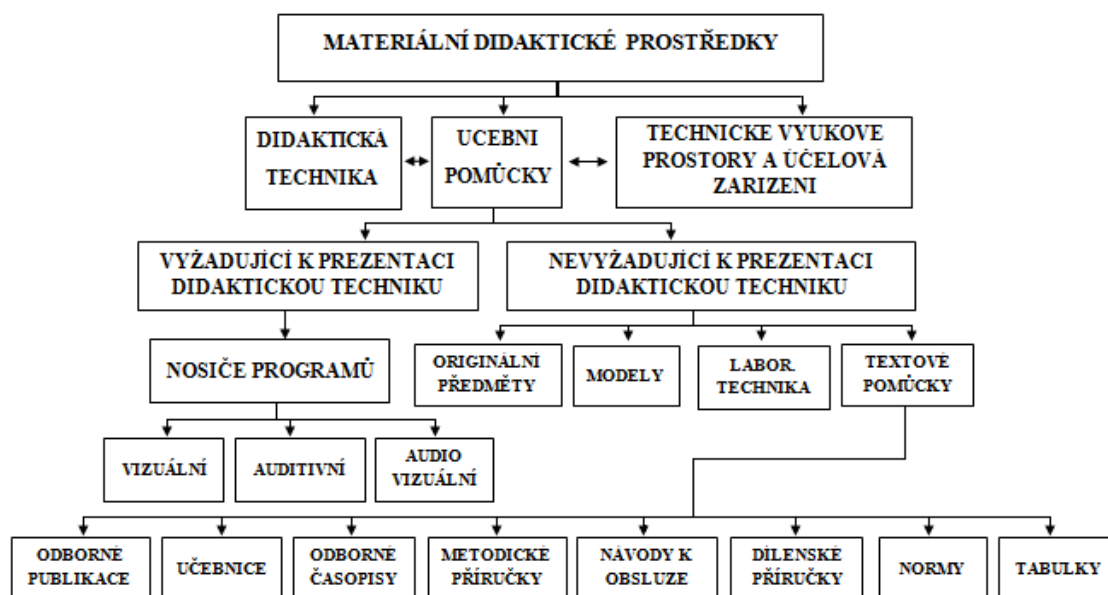 MATERIÁLNÍ DIDAKTICKÉ PROSTŘEDKY
DIDAKTICKÁ
TECHNIKA
UCEBNI
POMŮCKY
TECHNICKE VYUKOVE
PROSTORY A ÚČELOVÁ
ZARIZENI
VYŽADUJÍCÍ K PREZENTACI
DIDAKTICKOU TECHNIKU
NEVYŽADUJÍCÍ K PREZENTACI
DIDAKTICKOU TECHNIKU
NOSIČE PROGRAMŮ
ORIGINÁLNÍ
PŘEDMĚTY
MODELY
LABOR.
TECHNIKA
TEXTOVÉ
POMŮCKY
VIZUÁLNÍ
AUDITIVNÍ
AUDIO
VIZUÁLNÍ
ODBORNÉ
PUBLIKACE
UČEBNICE
ODBORNÉ
ČASOPISY
METODICKÉ
PŘÍRUČKY
NÁVODY K
OBSLUZE
DÍLENSKÉ
PŘÍRUČKY
NORMY
TABULKY